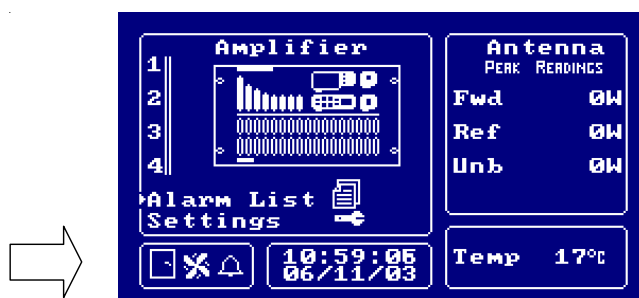 Amplifier
1
2
3
4
Alarm List
Settings
10:59:06
06/11/03
Antenna
PEAK READINGS
Fwd 0W
Ref 0W
Unb 0W
Temp 17°C